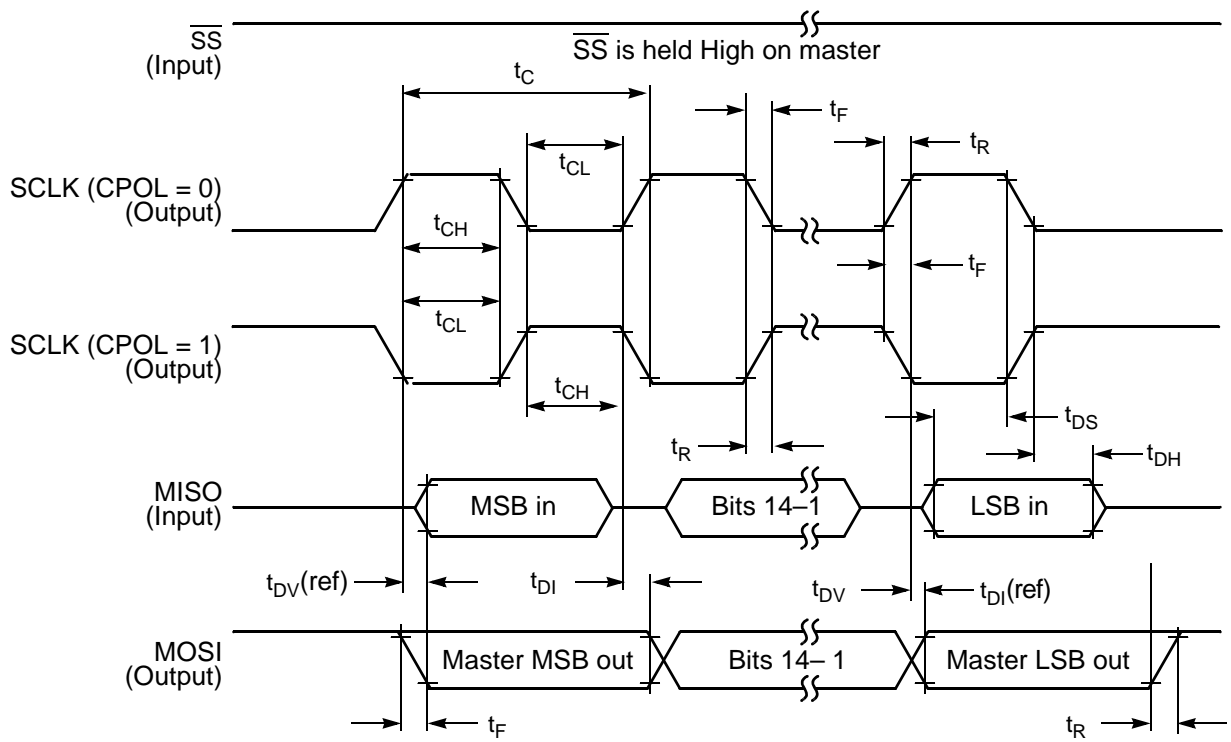 SS
(Input)
SS is held High on master
tC
tF
tR
tCL
SCLK (CPOL = 0)
(Output)
tCH
tF
tCL
SCLK (CPOL = 1)
(Output)
tCH
tDS
tR
tDH
MISO
(Input)
MSB in
Bits 14–1
LSB in
tDV(ref)
tDI
tDV
tDI(ref)
MOSI
(Output)
Master MSB out
Bits 14– 1
Master LSB out
tF
tR